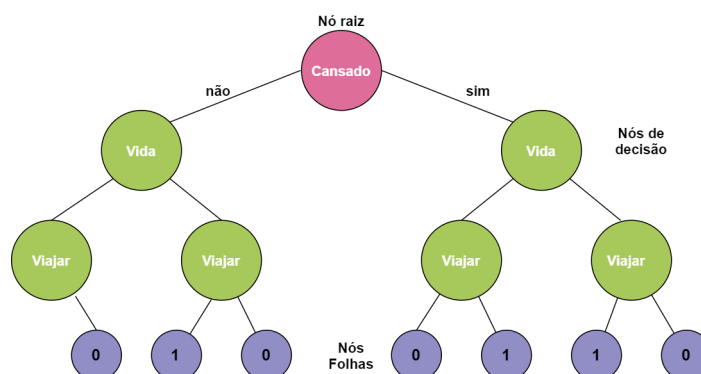 Nó raiz
Cansado
não
sim
Vida
Vida
Nós de
decisão
Viajar
Viajar
Viajar
Viajar
0
1
0
Nós
Folhas
0
1
1
0